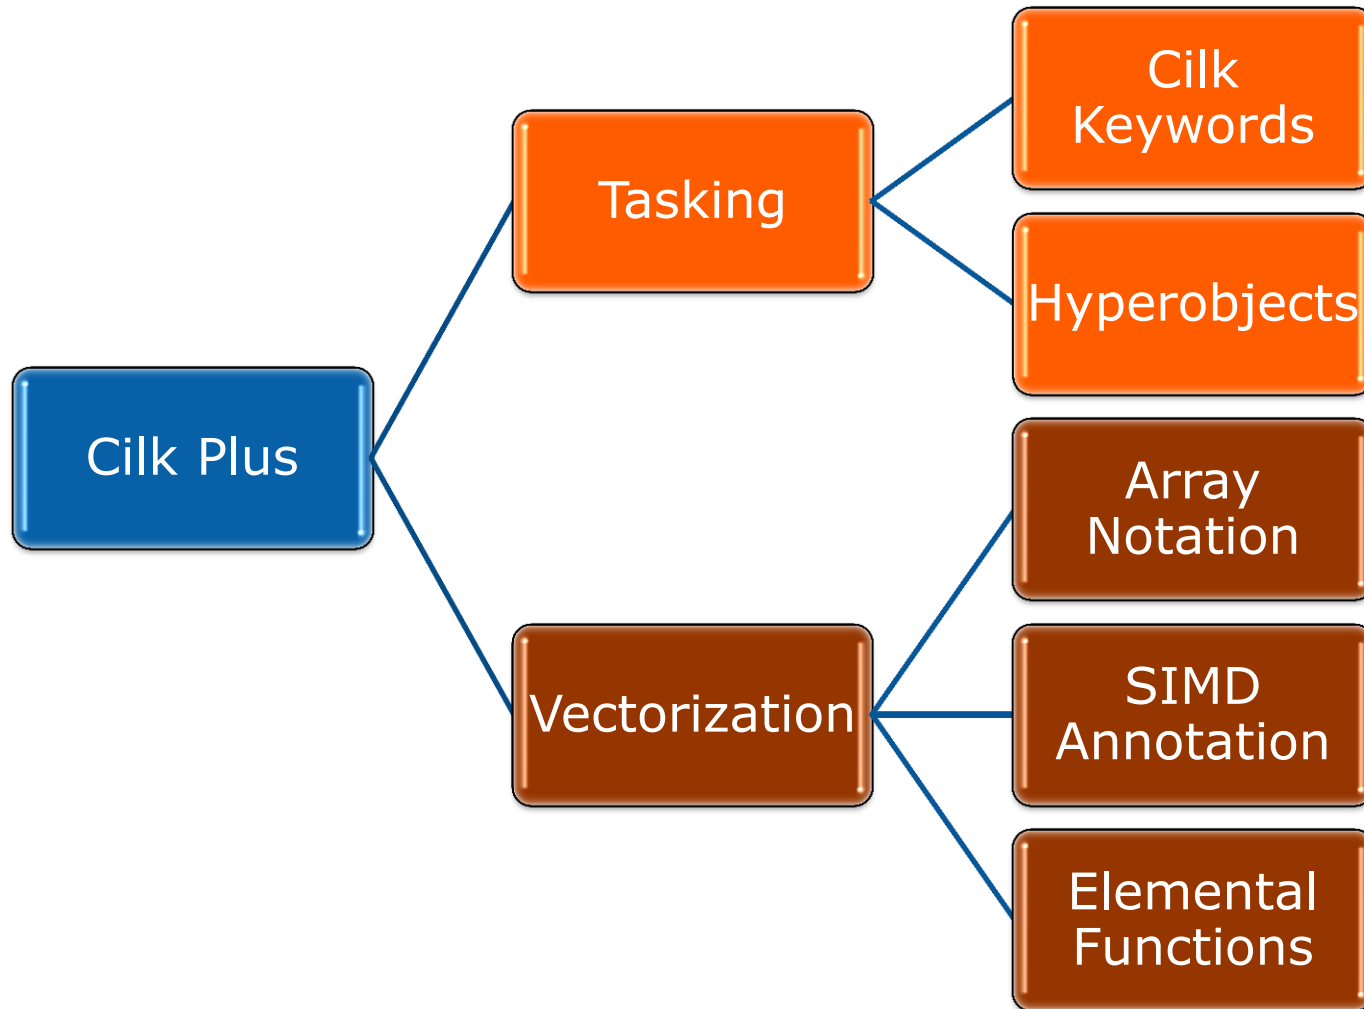 Cilk Plus
Tasking
Cilk
Keywords
Hyperobjects
Vectorization
Array
Notation
SIMD
Annotation
Elemental
Functions